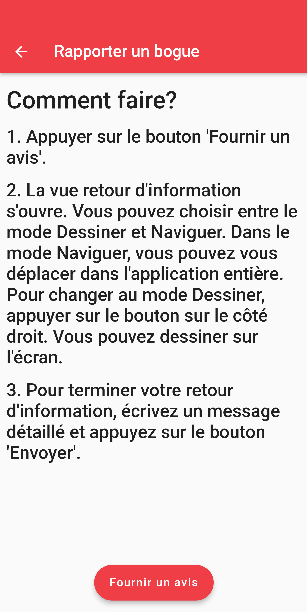 Rapporter un bogue
Comment faire?
1. Appuyer sur le bouton 'Fournir un
avis'.
2. La vue retour d'information
s'ouvre. Vous pouvez choisir entre le
mode Dessiner et Naviguer. Dans le
mode Naviguer, vous pouvez vous
déplacer dans l'application entière.
Pour changer au mode Dessiner,
appuyer sur le bouton sur le côté
droit. Vous pouvez dessiner sur
l'écran.
3. Pour terminer votre retour
d'information, écrivez un message
détaillé et appuyez sur le bouton
'Envoyer'.
Fournir un avis